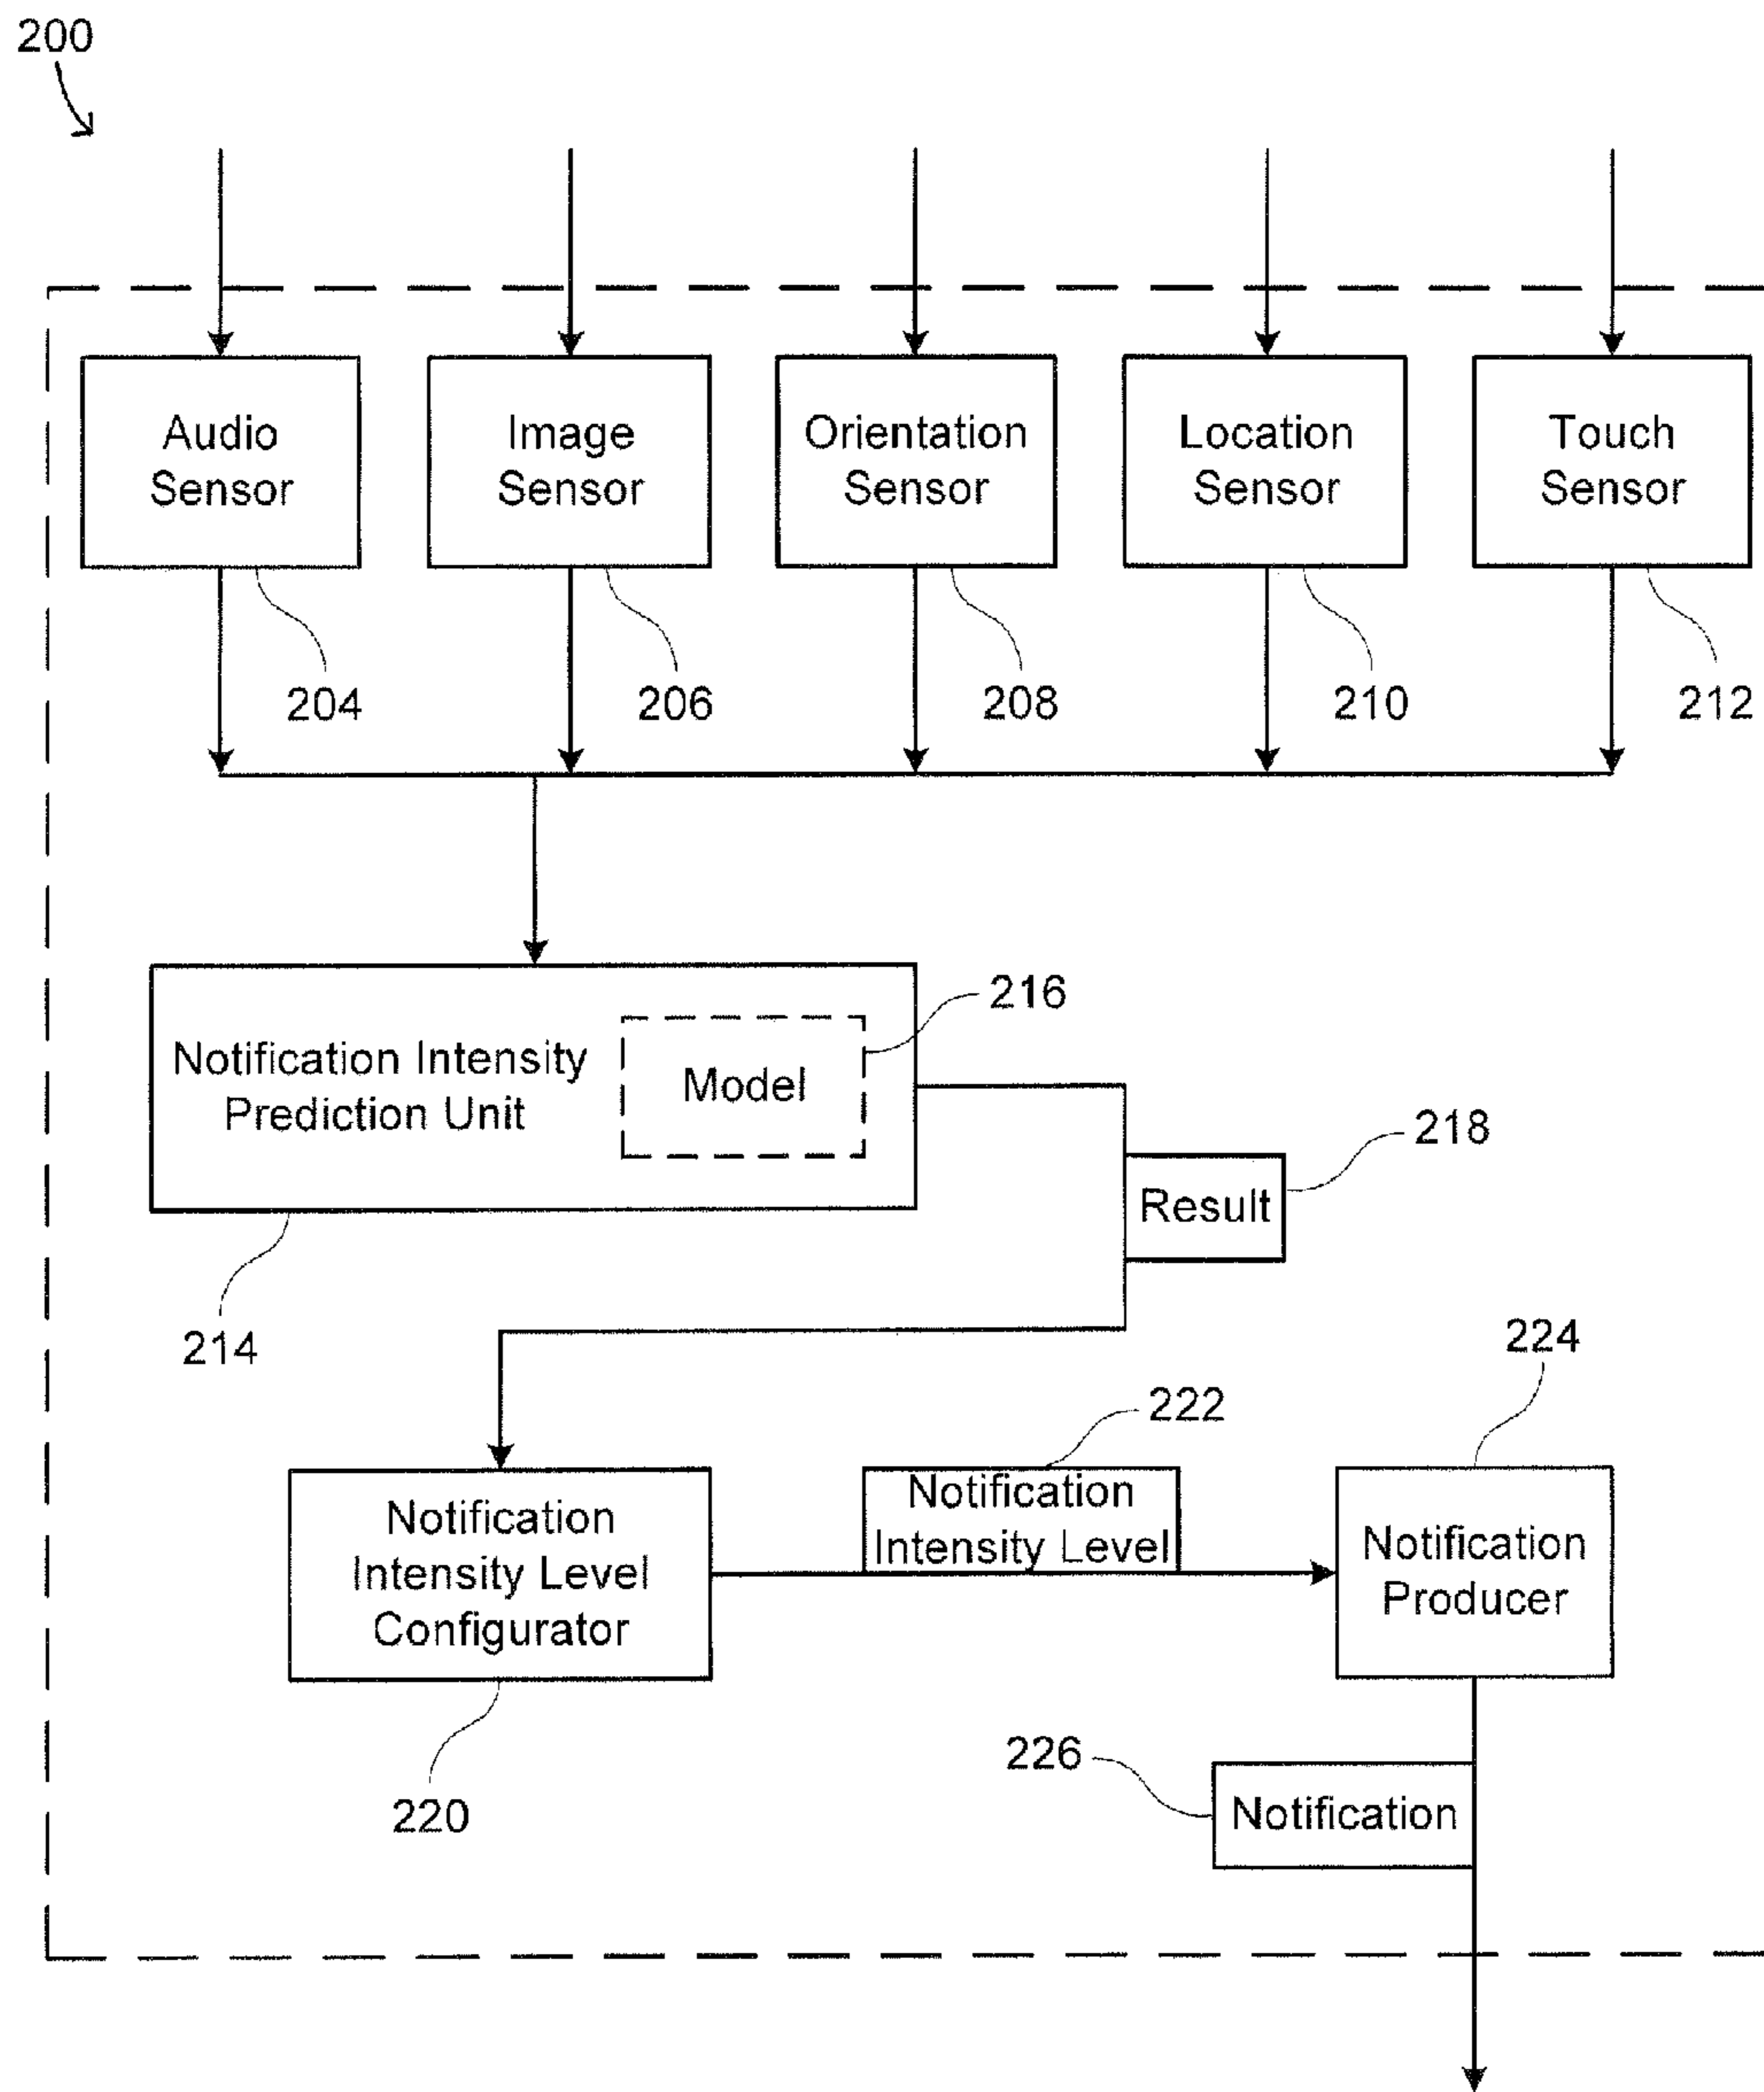 200
Audio
Sensor
Image
Sensor
Orientation
Sensor
Location
Sensor
Touch
Sensor
204
206
208
210
212
216
Notification Intensity
Prediction Unit
Model
218
Result
214
224
222
Notification
Intensity Level
Notification
Intensity Level
Configurator
Notification
Producer
226
Notification
220